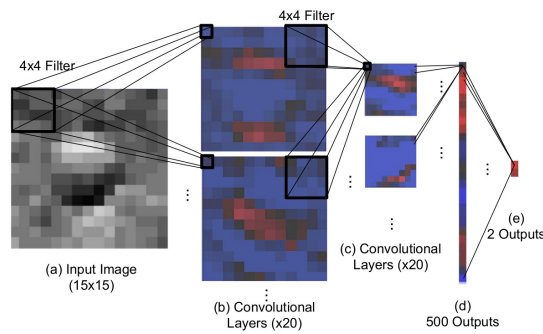 4x4 Filter
4x4 Filter
(a) Input Image
(15x15)
(b) Convolutional
Layers (x20)
(c) Convolutional
Layers (x20)
(d)
500 Outputs
(e)
2 Outputs